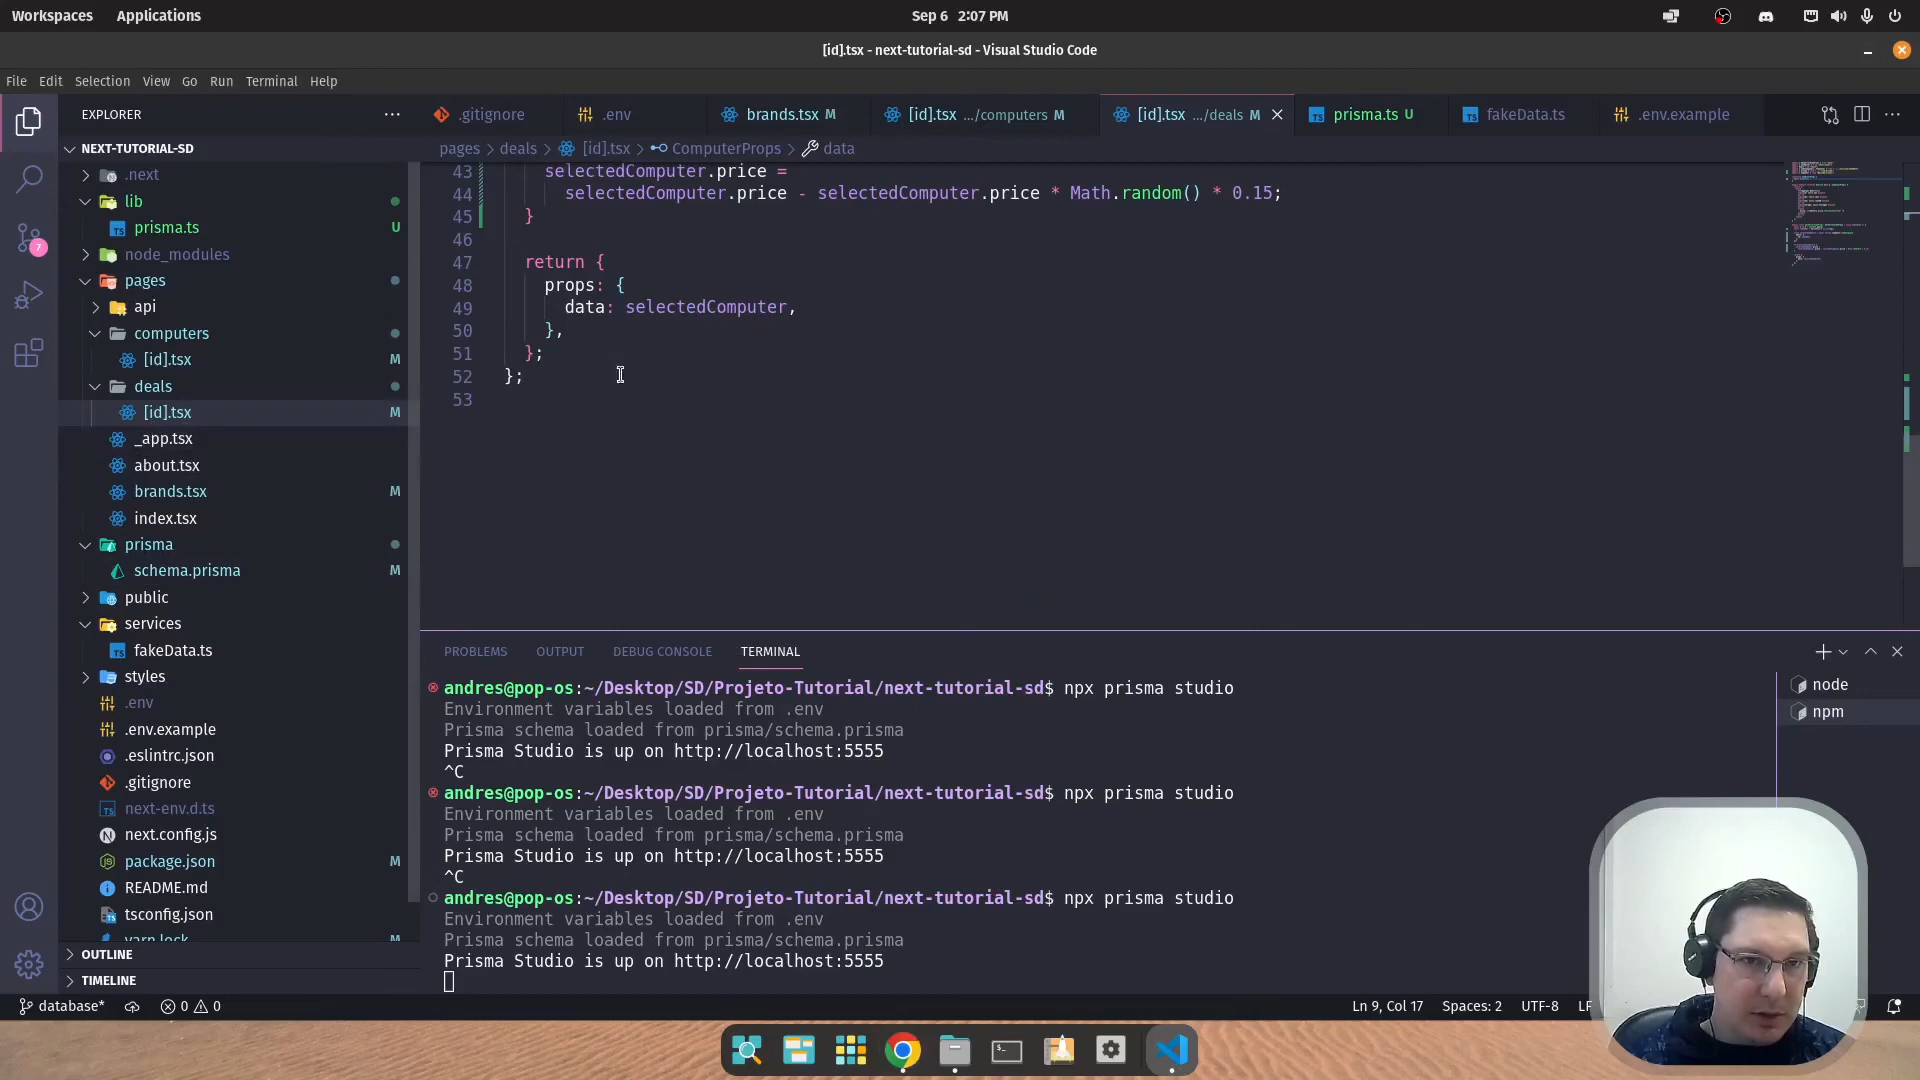 Workspaces Applications Sep 6 2:07 PM
[id].tsx - next-tutorial-sd - Visual Studio Code
File Edit Selection View Go Run Terminal Help
EXPLORER
.gitignore .env brands.tsx M [id].tsx .../computers M [id].tsx .../deals M prisma.ts U fakeData.ts .env.example
pages deals [id].tsx ComputerProps data
NEXT-TUTORIAL-SD
.next
lib
prisma.ts U
node_modules
pages
api
computers
[id].tsx M
deals
[id].tsx M
_app.tsx
about.tsx
brands.tsx M
index.tsx
prisma
schema.prisma M
public
services
fakeData.ts
styles
.env
.env.example
.eslintrc.json
.gitignore
next-env.d.ts
next.config.js
package.json M
README.md
tsconfig.json
yarn.lock M
OUTLINE
TIMELINE
7
43 selectedComputer.price =
44 selectedComputer.price - selectedComputer.price * Math.random() * 0.15;
45 }
46
47 return {
48 props: {
49 data: selectedComputer,
50 },
51 };
52 };
53
PROBLEMS OUTPUT DEBUG CONSOLE TERMINAL
andres@pop-os:~/Desktop/SD/Projeto-Tutorial/next-tutorial-sd$ npx prisma studio
Environment variables loaded from .env
Prisma schema loaded from prisma/schema.prisma
Prisma Studio is up on http://localhost:5555
^C
andres@pop-os:~/Desktop/SD/Projeto-Tutorial/next-tutorial-sd$ npx prisma studio
Environment variables loaded from .env
Prisma schema loaded from prisma/schema.prisma
Prisma Studio is up on http://localhost:5555
^C
andres@pop-os:~/Desktop/SD/Projeto-Tutorial/next-tutorial-sd$ npx prisma studio
Environment variables loaded from .env
Prisma schema loaded from prisma/schema.prisma
Prisma Studio is up on http://localhost:5555
node
npm
database* 0 0 Ln 9, Col 17 Spaces: 2 UTF-8 LF